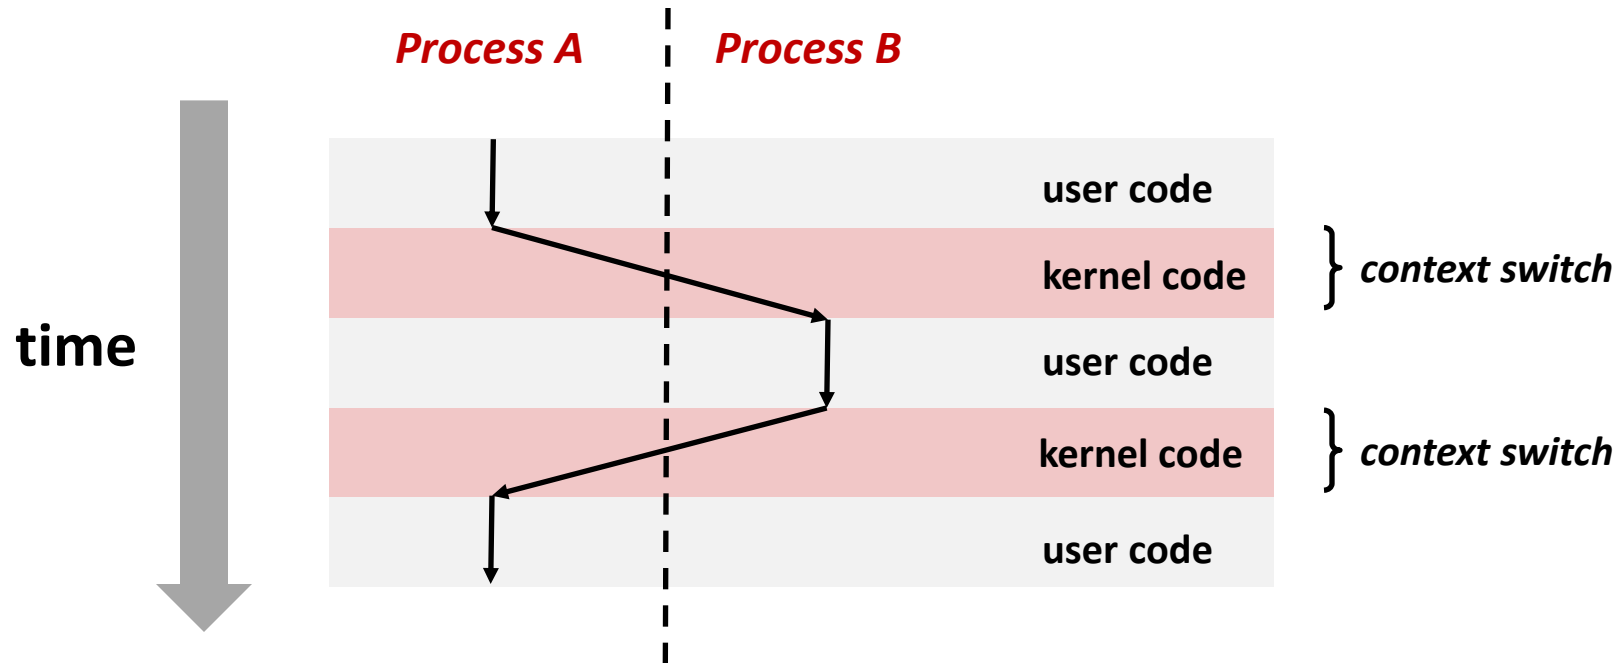 Process A
Process B
user code
kernel code
context switch
time
user code
kernel code
context switch
user code